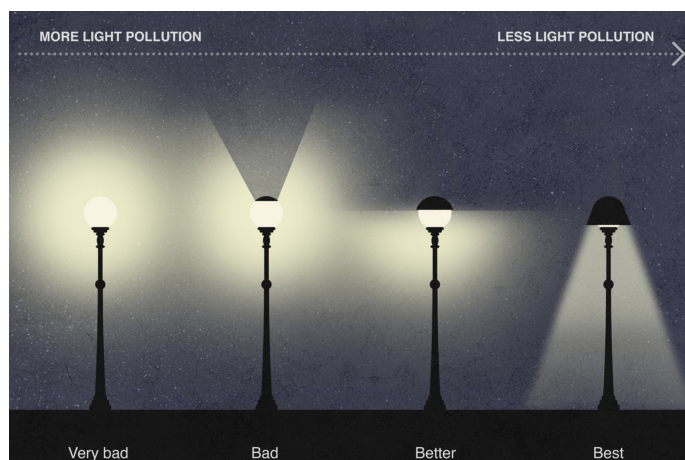 MORE LIGHT POLLUTION
LESS LIGHT POLLUTION
Very bad
Bad
Better
Best